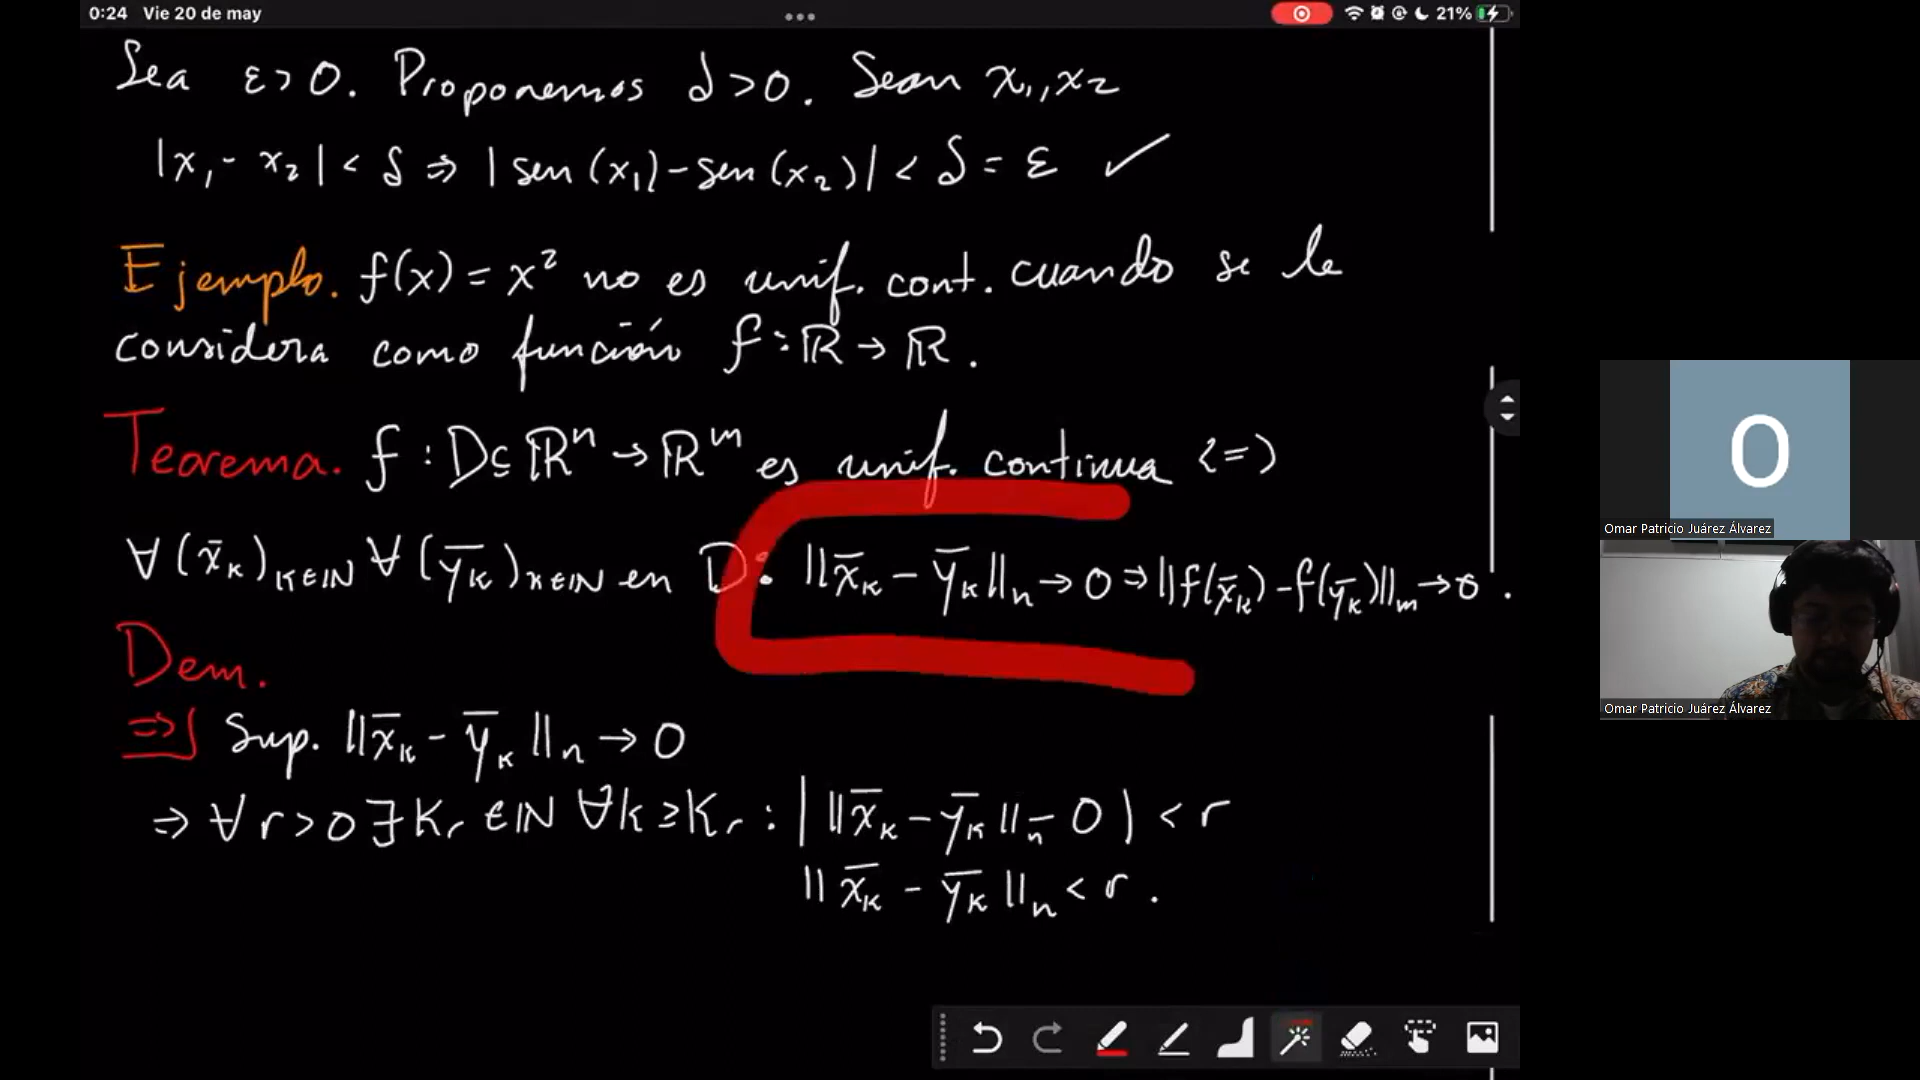 0:24 Vie 20 de may
21%
Sea ε>0. Proponemos δ>0. Sean x₁,x₂
|x₁-x₂|<δ⇒|sen(x₁)-sen(x₂)|<δ=ε ✓
Ejemplo. f(x)=x² no es unif. cont. cuando se le
considera como función f:ℝ→ℝ.
Teorema. f:D⊆ℝⁿ→ℝᵐ es unif. continua <=>
∀(x̄ₖ)ₖ∈ℕ ∀(ȳₖ)ₖ∈ℕ en D: ||x̄ₖ-ȳₖ||ₙ→0⇒||f(x̄ₖ)-f(ȳₖ)||ₘ→0.
Dem.
⇒] Sup. ||x̄ₖ-ȳₖ||ₙ→0
⇒∀r>0∃Kᵣ∈ℕ ∀k≥Kᵣ:| ||x̄ₖ-ȳₖ||ₙ-0|<r
||x̄ₖ-ȳₖ||ₙ<r.
O
Omar Patricio Juárez Álvarez
Omar Patricio Juárez Álvarez